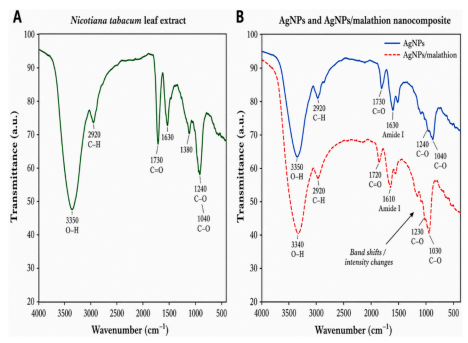 A
Nicotiana tabacum leaf extract
100
90
80
70
60
50
40
30
20
Transmittance (a.u.)
2920
C–H
1630
1380
1730
C=O
1240
C–O
1040
C–O
3350
O–H
4000
3500
3000
2500
2000
1500
1000
500
Wavenumber (cm⁻¹)
B
AgNPs and AgNPs/malathion nanocomposite
AgNPs
AgNPs/malathion
100
90
80
70
60
50
40
30
20
Transmittance (a.u.)
2920
C–H
1730
C=O
1630
Amide I
1240
C–O
1040
C–O
3350
O–H
2920
C–H
1720
C=O
1610
Amide I
1230
C–O
1030
C–O
3340
O–H
Band shifts /
intensity changes
4000
3500
3000
2500
2000
1500
1000
500
Wavenumber (cm⁻¹)